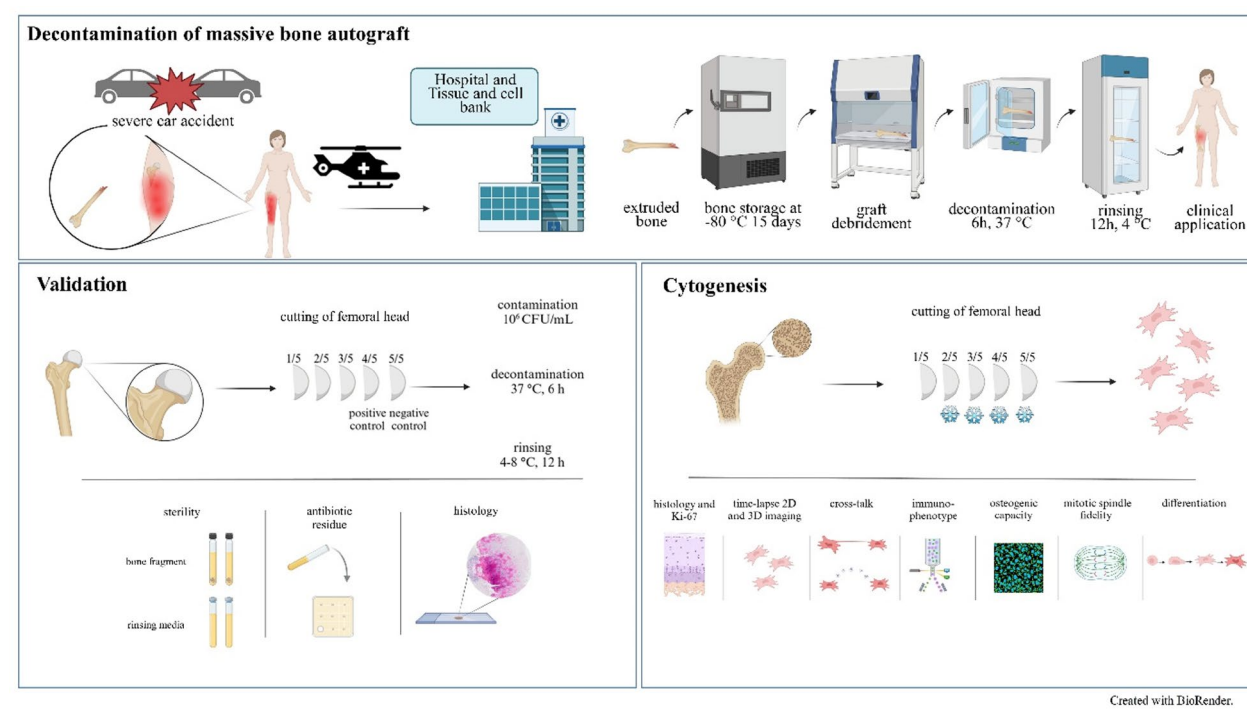 Decontamination of massive bone autograft
severe car accident
Hospital and
Tissue and cell
bank
extruded
bone
bone storage at
-80 °C 15 days
graft
debridement
decontamination
6h, 37 °C
rinsing
12h, 4 °C
clinical
application
Validation
cutting of femoral head
1/5 2/5 3/5 4/5 5/5
positive negative
control control
contamination
10⁶ CFU/mL
decontamination
37 °C, 6 h
rinsing
4-8 °C, 12 h
sterility
bone fragment
rinsing media
antibiotic
residue
histology
Cytogenesis
cutting of femoral head
1/5 2/5 3/5 4/5 5/5
histology and
Ki-67
time-lapse 2D
and 3D imaging
cross-talk
immuno-
phenotype
osteogenic
capacity
mitotic spindle
fidelity
differentiation
Created with BioRender.